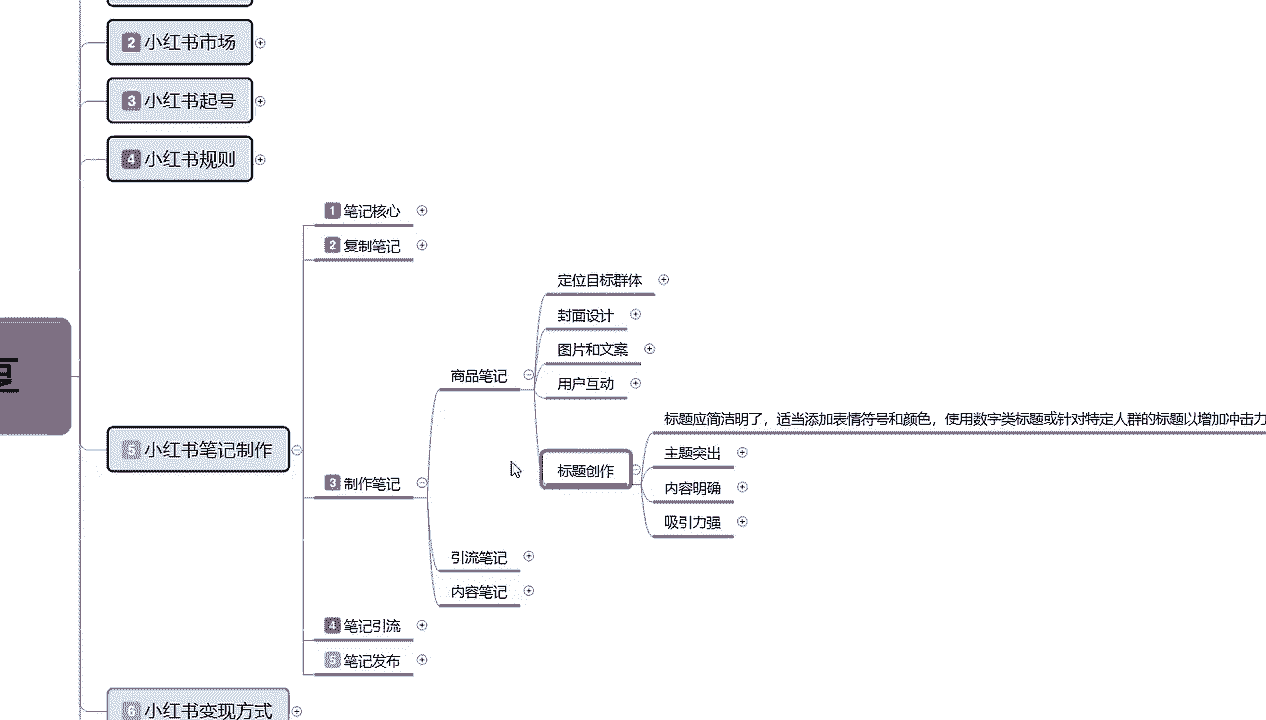 2 小红书市场
3 小红书起号
4 小红书规则
5 小红书笔记制作
1 笔记核心
2 复制笔记
3 制作笔记
商品笔记
定位目标群体
封面设计
图片和文案
用户互动
标题创作
标题应简洁明了，适当添加表情符号和颜色，使用数字类标题或针对特定人群的标题以增加冲击力
主题突出
内容明确
吸引力强
引流笔记
内容笔记
4 笔记引流
5 笔记发布
6 小红书变现方式